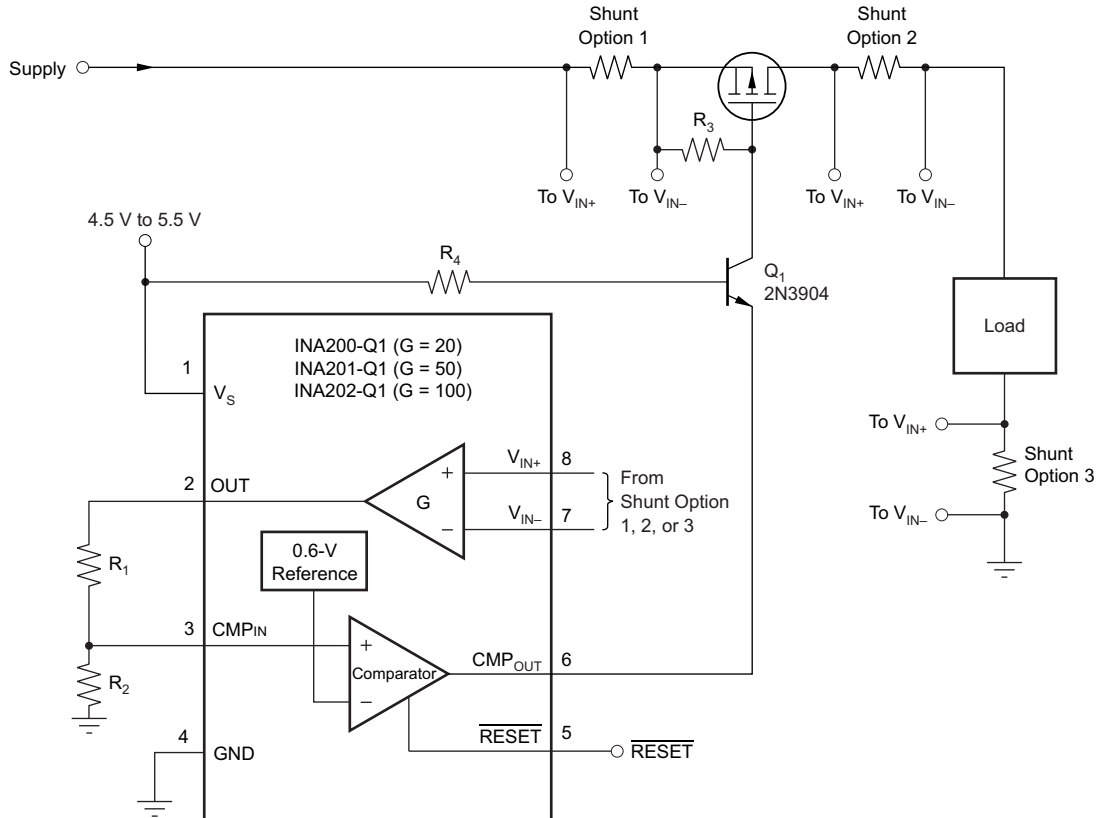 Shunt
Option 1
Shunt
Option 2
Supply
R3
To VIN+
To VIN–
To VIN+
To VIN–
4.5 V to 5.5 V
R4
Q1
2N3904
Load
INA200-Q1 (G = 20)
INA201-Q1 (G = 50)
INA202-Q1 (G = 100)
1
VS
To VIN+
Shunt
Option 3
To VIN–
2
OUT
G
+
–
VIN+
8
VIN–
7
From
Shunt Option
1, 2, or 3
0.6-V
Reference
R1
3
CMPIN
+
Comparator
–
CMPOUT
6
R2
RESET
5
RESET
4
GND